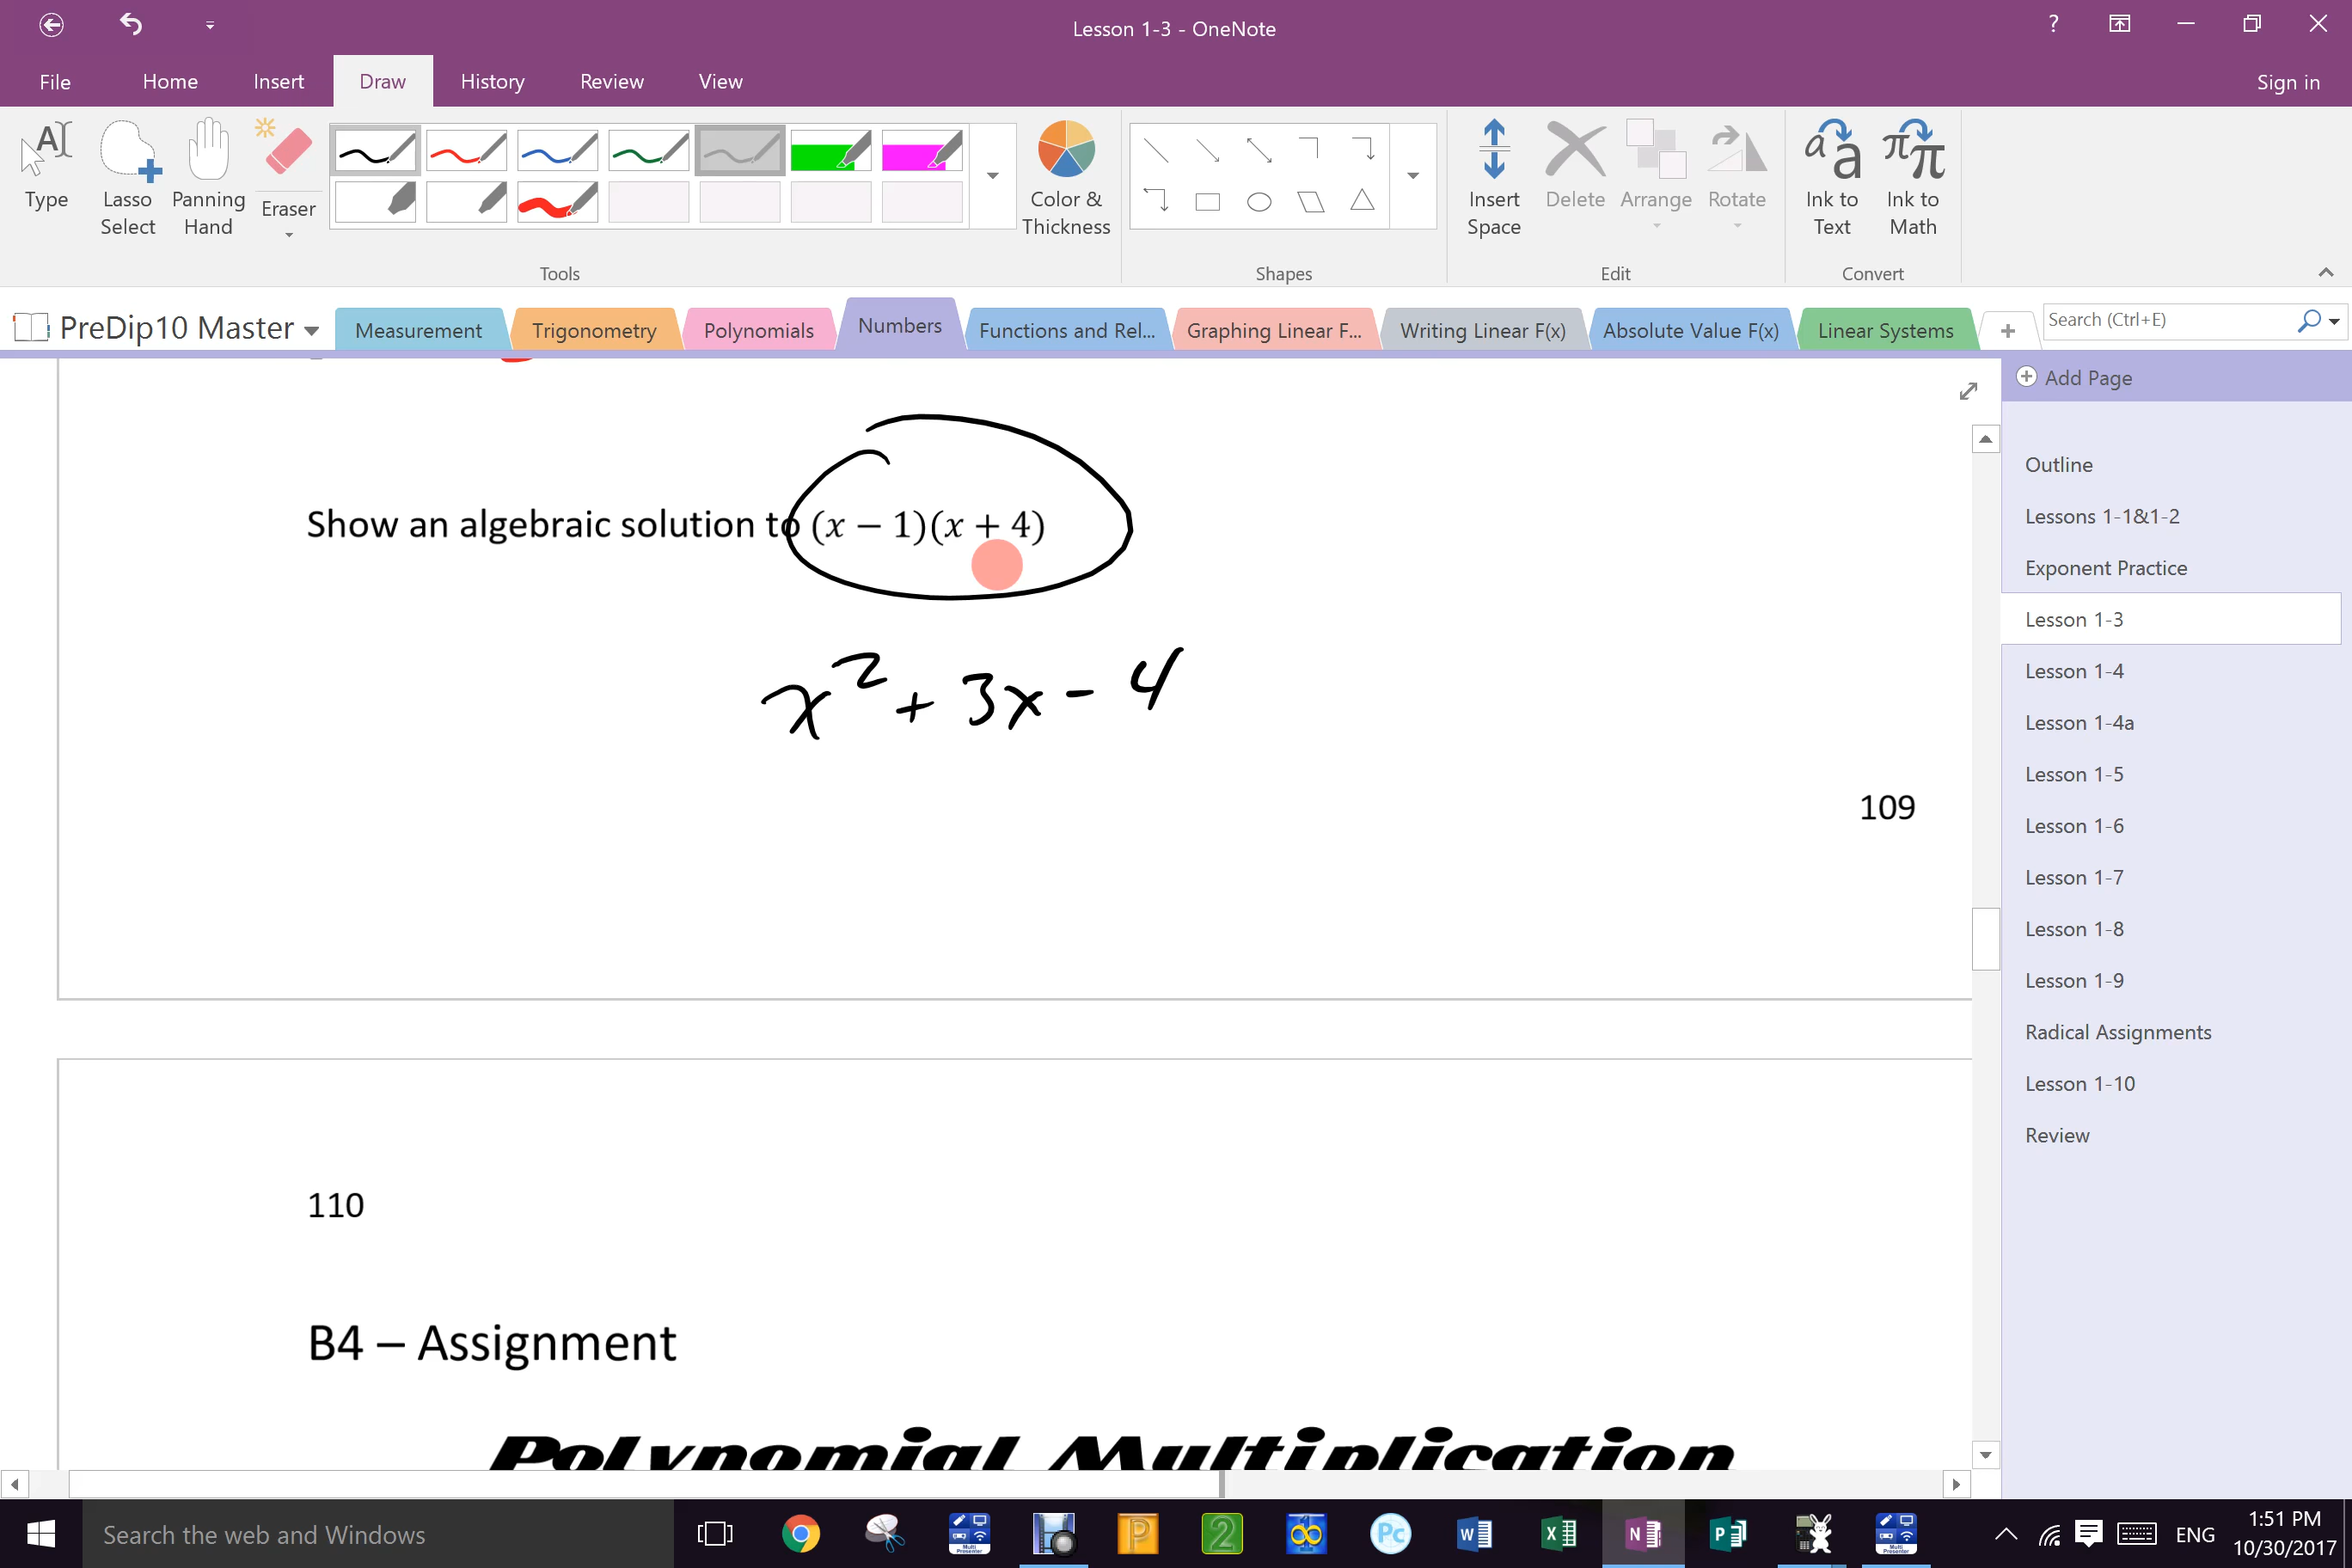 Lesson 1-3 - OneNote
?
File Home Insert Draw History Review View Sign in
Type
Lasso Select
Panning Hand
Eraser
Color & Thickness
Insert Space
Delete
Arrange
Rotate
Ink to Text
Ink to Math
Tools Shapes Edit Convert
PreDip10 Master Measurement Trigonometry Polynomials Numbers Functions and Rel... Graphing Linear F... Writing Linear F(x) Absolute Value F(x) Linear Systems + Search (Ctrl+E)
Add Page
Outline
Lessons 1-1&1-2
Exponent Practice
Lesson 1-3
Lesson 1-4
Lesson 1-4a
Lesson 1-5
Lesson 1-6
Lesson 1-7
Lesson 1-8
Lesson 1-9
Radical Assignments
Lesson 1-10
Review
Show an algebraic solution to (x − 1)(x + 4)
x² + 3x - 4
109
110
B4 – Assignment
Polynomial Multiplication
Search the web and Windows
ENG
1:51 PM
10/30/2017